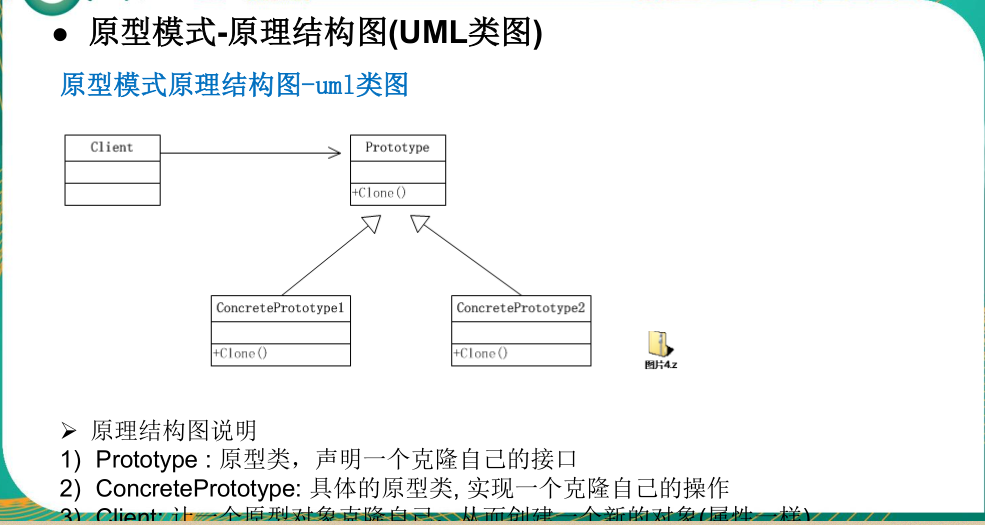 ● 原型模式-原理结构图(UML类图)
原型模式原理结构图-uml类图
Client
Prototype
+Clone()
ConcretePrototype1
+Clone()
ConcretePrototype2
+Clone()
图片4.z
➢ 原理结构图说明
1) Prototype : 原型类，声明一个克隆自己的接口
2) ConcretePrototype: 具体的原型类, 实现一个克隆自己的操作
3) Client: 让一个原型对象克隆自己，从而创建一个新的对象(属性一样)